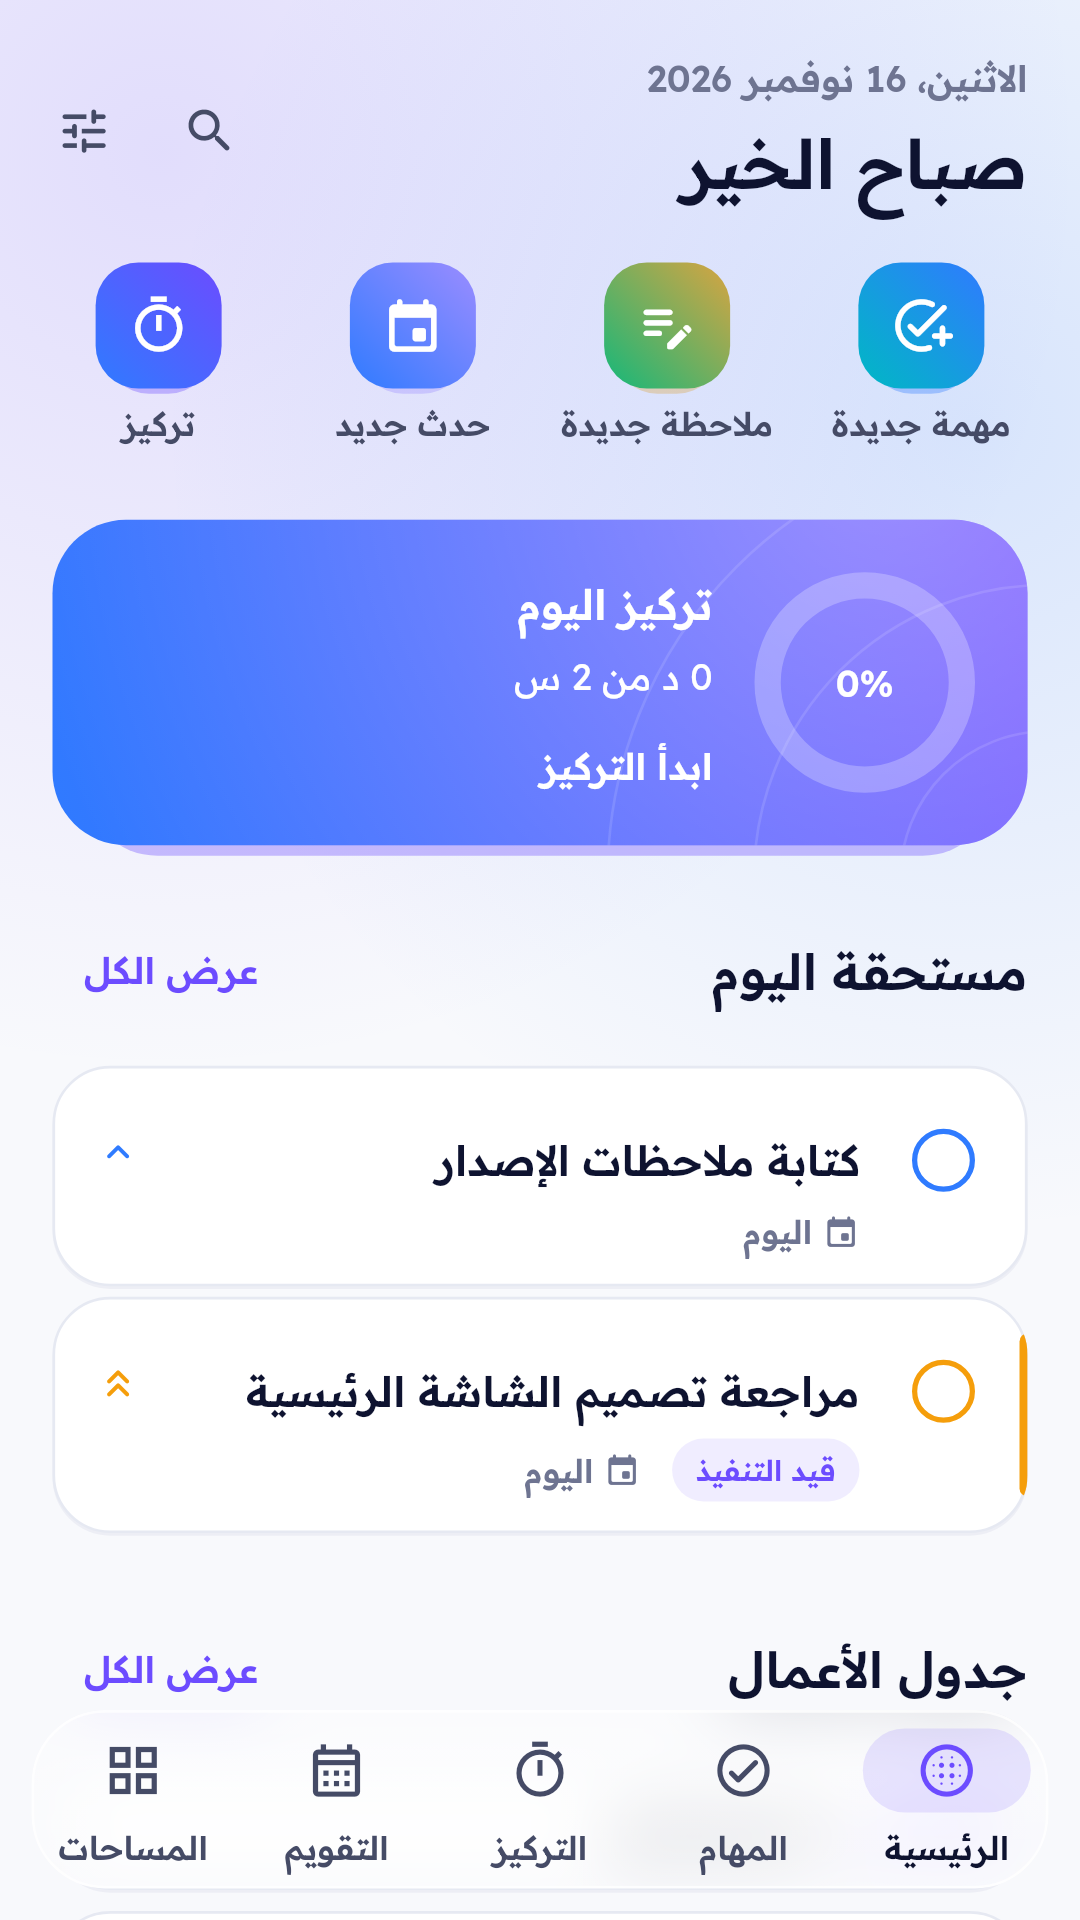 الاثنين، 16 نوفمبر 2026
صباح الخير
مهمة جديدة
ملاحظة جديدة
حدث جديد
تركيز
0%
تركيز اليوم
0 د من 2 س
ابدأ التركيز
مستحقة اليوم
عرض الكل
كتابة ملاحظات الإصدار
اليوم
مراجعة تصميم الشاشة الرئيسية
قيد التنفيذ
اليوم
جدول الأعمال
عرض الكل
الرئيسية
المهام
التركيز
التقويم
المساحات